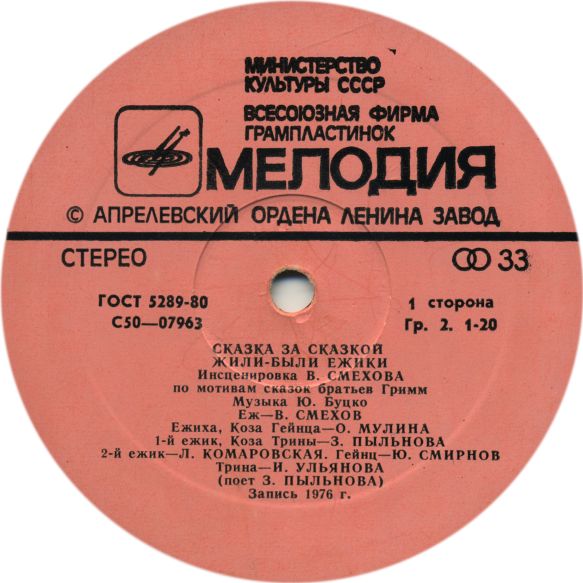 МИНИСТЕРСТВО
КУЛЬТУРЫ СССР
ВСЕСОЮЗНАЯ ФИРМА
ГРАМПЛАСТИНОК
МЕЛОДИЯ
© АПРЕЛЕВСКИЙ ОРДЕНА ЛЕНИНА ЗАВОД
СТЕРЕО 33
ГОСТ 5289-80 1 сторона
С50—07963 Гр. 2. 1-20
СКАЗКА ЗА СКАЗКОЙ
ЖИЛИ-БЫЛИ ЕЖИКИ
Инсценировка В. СМЕХОВА
по мотивам сказок братьев Гримм
Музыка Ю. Буцко
Еж—В. СМЕХОВ
Ежиха, Коза Гейнца—О. МУЛИНА
1-й ежик, Коза Трины—З. ПЫЛЬНОВА
2-й ежик—Л. КОМАРОВСКАЯ. Гейнц—Ю. СМИРНОВ
Трина—И. УЛЬЯНОВА
(поет З. ПЫЛЬНОВА)
Запись 1976 г.